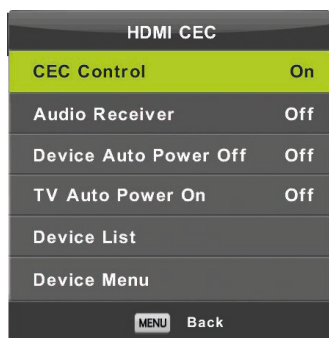 HDMI CEC
CEC Control On
Audio Receiver Off
Device Auto Power Off Off
TV Auto Power On Off
Device List
Device Menu
MENU Back